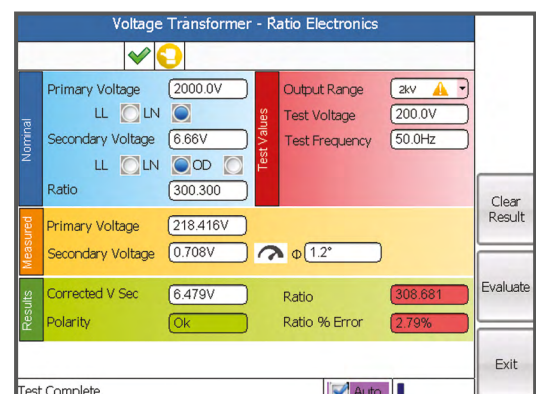 Voltage Transformer - Ratio Electronics
Nominal
Primary Voltage 2000.0V
LL LN
Secondary Voltage 6.66V
LL LN OD
Ratio 300.300
Test Values
Output Range 2kV
Test Voltage 200.0V
Test Frequency 50.0Hz
Measured
Primary Voltage 218.416V
Secondary Voltage 0.708V Φ 1.2°
Results
Corrected V Sec 6.479V Ratio 308.681
Polarity Ok Ratio % Error 2.79%
Clear
Result
Evaluate
Exit
Test Complete Auto